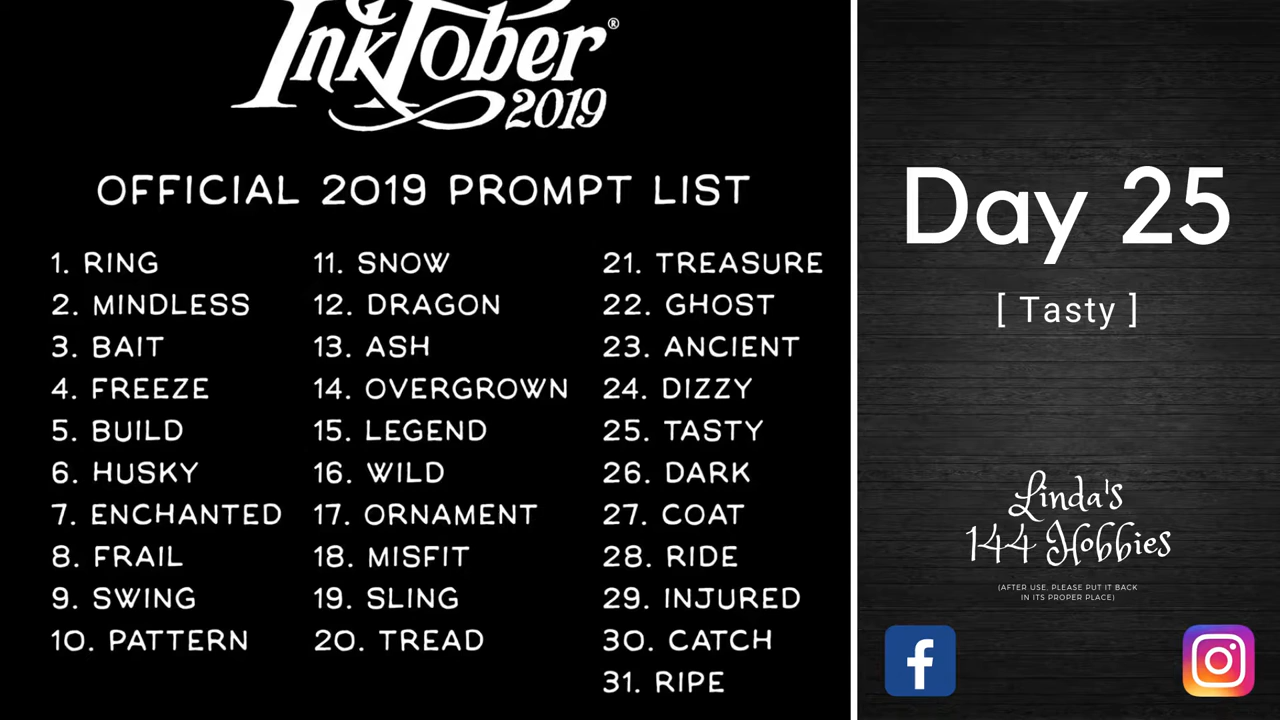 InkTober®
2019
OFFICIAL 2019 PROMPT LIST
1. RING
2. MINDLESS
3. BAIT
4. FREEZE
5. BUILD
6. HUSKY
7. ENCHANTED
8. FRAIL
9. SWING
10. PATTERN
11. SNOW
12. DRAGON
13. ASH
14. OVERGROWN
15. LEGEND
16. WILD
17. ORNAMENT
18. MISFIT
19. SLING
20. TREAD
21. TREASURE
22. GHOST
23. ANCIENT
24. DIZZY
25. TASTY
26. DARK
27. COAT
28. RIDE
29. INJURED
30. CATCH
31. RIPE
Day 25
[ Tasty ]
Linda's
144 Hobbies
(AFTER USE, PLEASE PUT IT BACK
IN ITS PROPER PLACE)